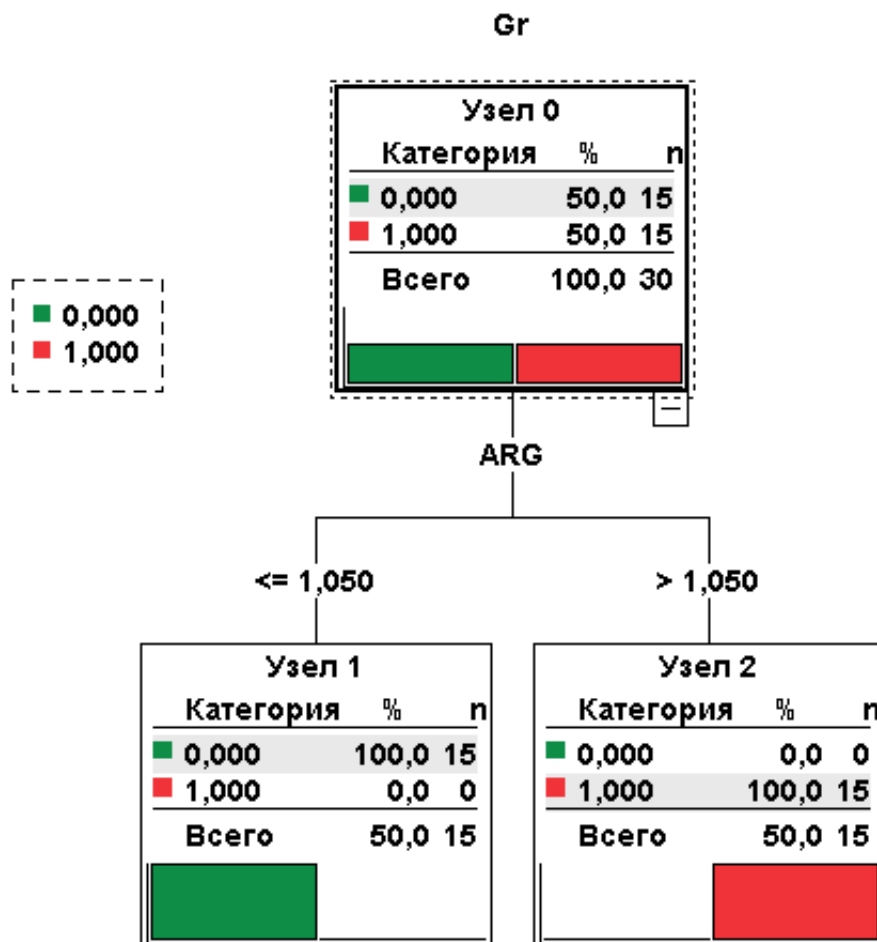 Gr
Узел 0
Категория % n
0,000 50,0 15
1,000 50,0 15
Всего 100,0 30
0,000
1,000
ARG
<= 1,050
> 1,050
Узел 1
Категория % n
0,000 100,0 15
1,000 0,0 0
Всего 50,0 15
Узел 2
Категория % n
0,000 0,0 0
1,000 100,0 15
Всего 50,0 15